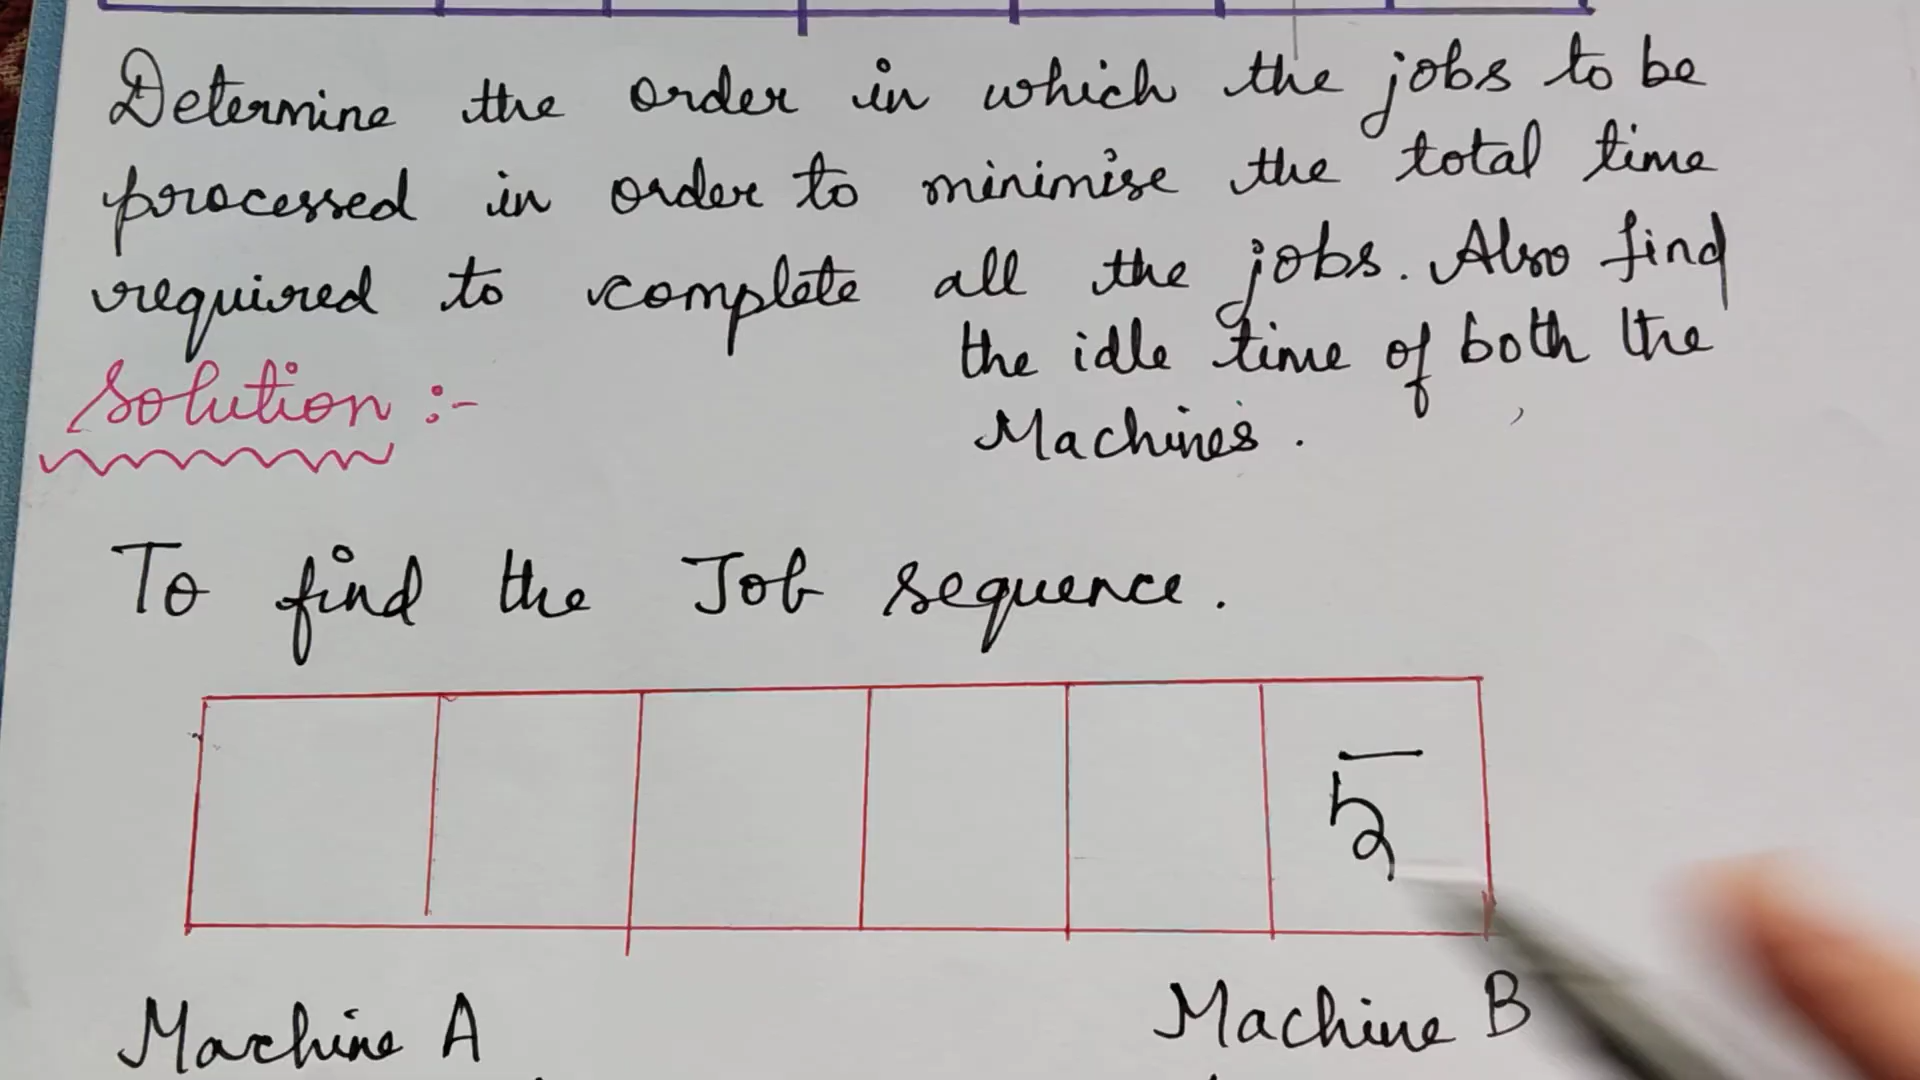 Determine the order in which the jobs to be
processed in order to minimise the total time
required to complete all the jobs. Also find
the idle time of both the
Machines.
Solution :-
To find the Job sequence.
Machine A
Machine B